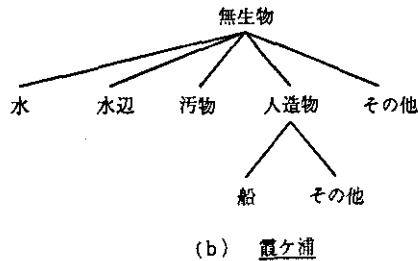 無生物
水 水辺 汚物 人造物 その他
船 その他
(b) 霞ケ浦